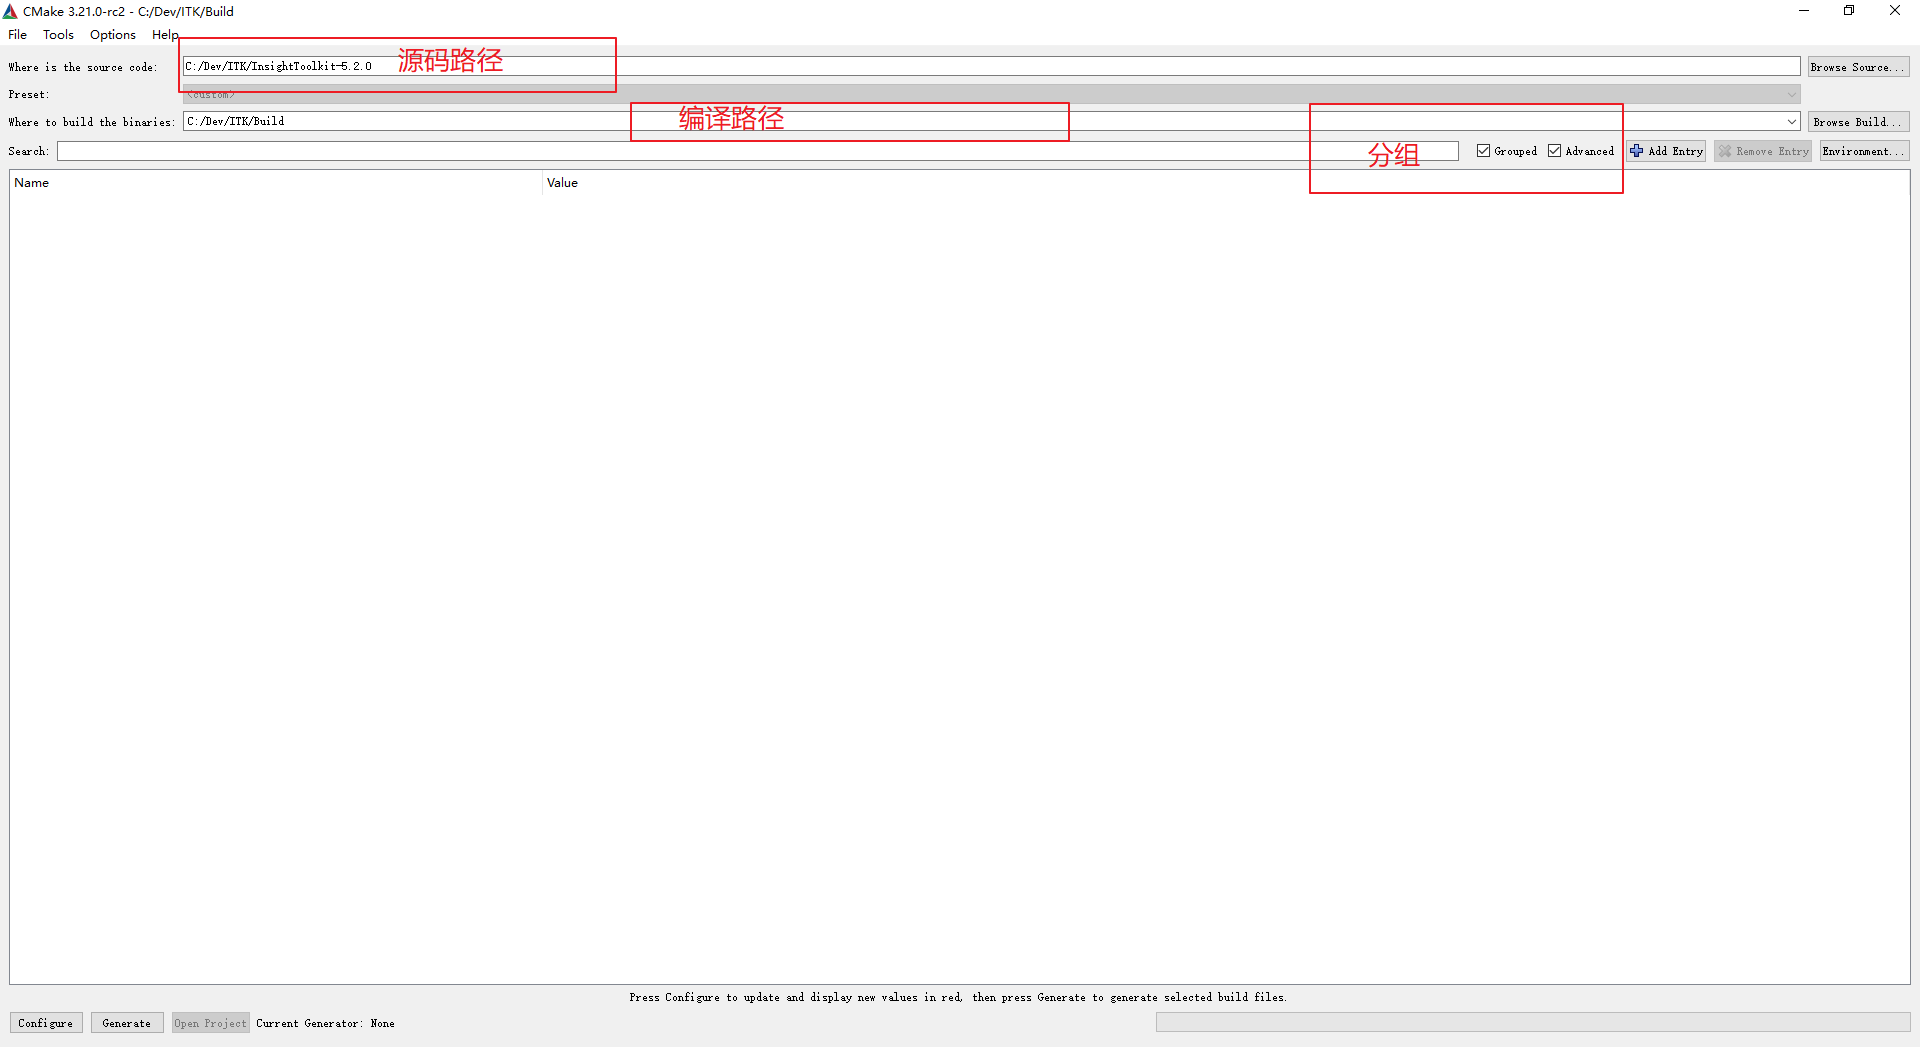 CMake 3.21.0-rc2 - C:/Dev/ITK/Build
File Tools Options Help
Where is the source code: C:/Dev/ITK/InsightToolkit-5.2.0 源码路径 Browse Source...
Preset: <custom>
Where to build the binaries: C:/Dev/ITK/Build 编译路径 Browse Build...
Search: 分组 Grouped Advanced Add Entry Remove Entry Environment...
Name Value
Press Configure to update and display new values in red, then press Generate to generate selected build files.
Configure Generate Open Project Current Generator: None